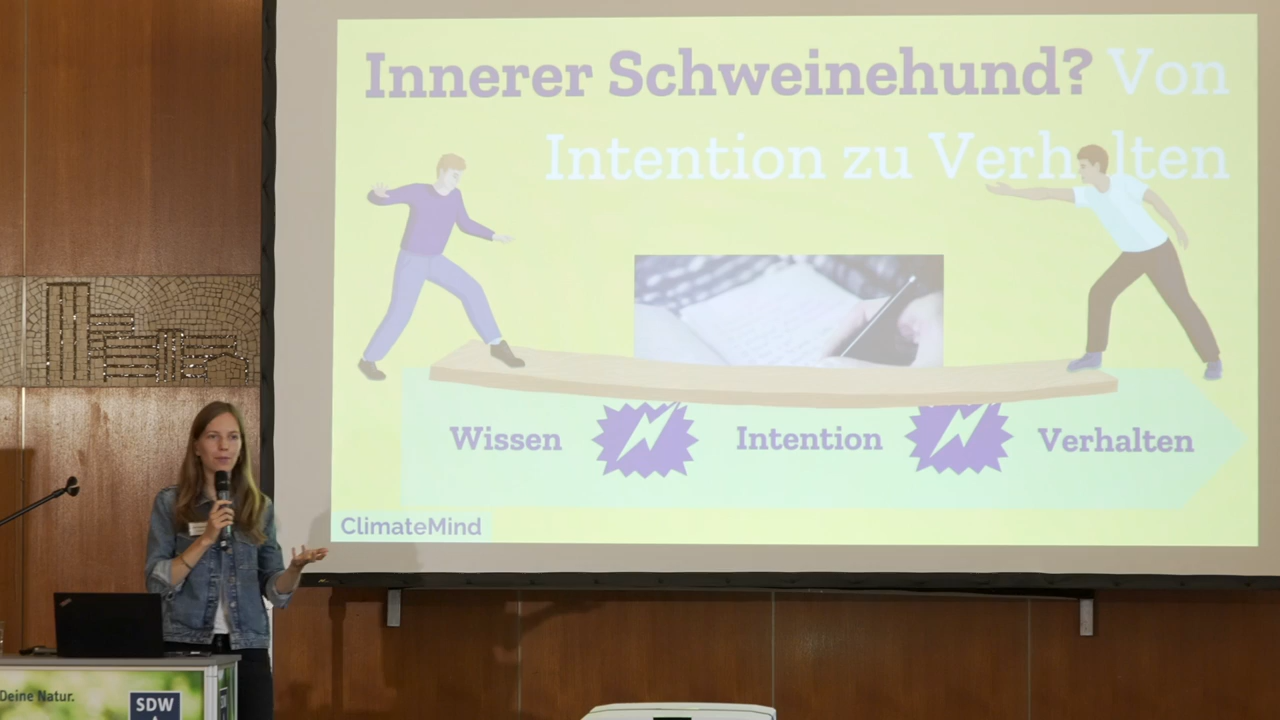 Innerer Schweinehund? Von
Intention zu Verhalten
Wissen
Intention
Verhalten
ClimateMind
Deine Natur.
SDW